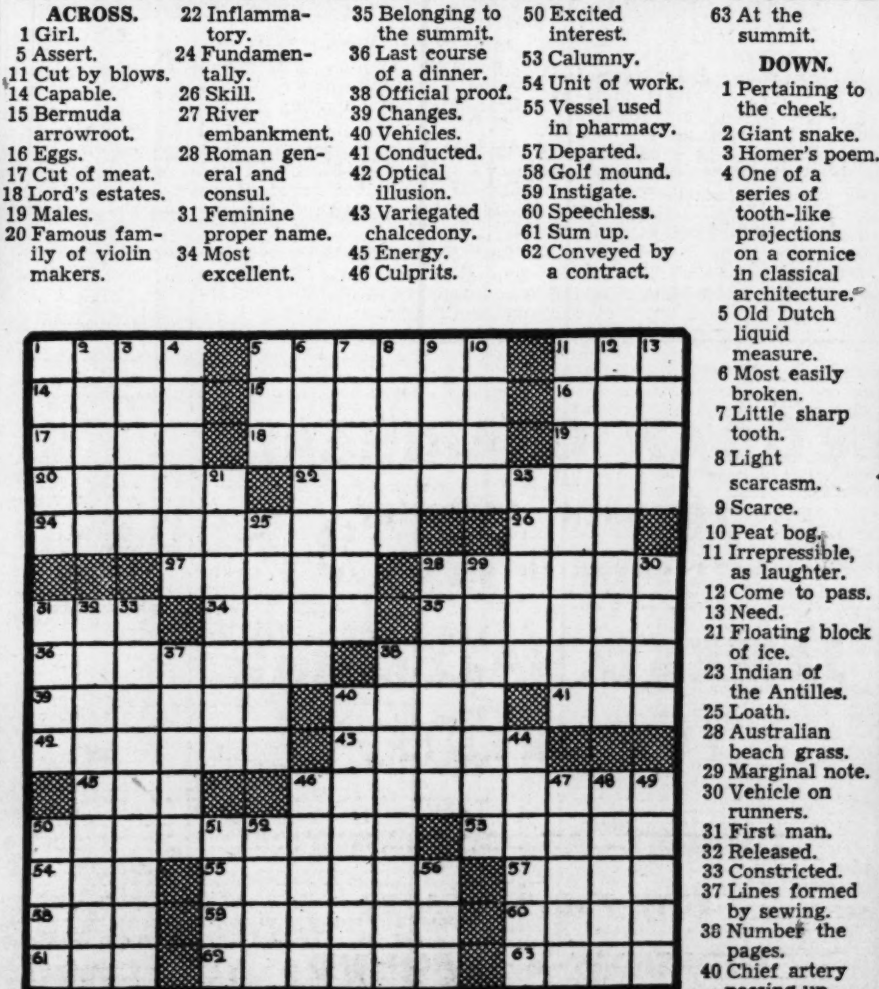 ACROSS.
1 Girl.
5 Assert.
11 Cut by blows.
14 Capable.
15 Bermuda
arrowroot.
16 Eggs.
17 Cut of meat.
18 Lord's estates.
19 Males.
20 Famous fam-
ily of violin
makers.
22 Inflamma-
tory.
24 Fundamen-
tally.
26 Skill.
27 River
embankment.
28 Roman gen-
eral and
consul.
31 Feminine
proper name.
34 Most
excellent.
35 Belonging to
the summit.
36 Last course
of a dinner.
38 Official proof.
39 Changes.
40 Vehicles.
41 Conducted.
42 Optical
illusion.
43 Variegated
chalcedony.
45 Energy.
46 Culprits.
50 Excited
interest.
53 Calumny.
54 Unit of work.
55 Vessel used
in pharmacy.
57 Departed.
58 Golf mound.
59 Instigate.
60 Speechless.
61 Sum up.
62 Conveyed by
a contract.
63 At the
summit.
DOWN.
1 Pertaining to
the cheek.
2 Giant snake.
3 Homer's poem.
4 One of a
series of
tooth-like
projections
on a cornice
in classical
architecture.
5 Old Dutch
liquid
measure.
6 Most easily
broken.
7 Little sharp
tooth.
8 Light
scarcasm.
9 Scarce.
10 Peat bog.
11 Irrepressible,
as laughter.
12 Come to pass.
13 Need.
21 Floating block
of ice.
23 Indian of
the Antilles.
25 Loath.
28 Australian
beach grass.
29 Marginal note.
30 Vehicle on
runners.
31 First man.
32 Released.
33 Constricted.
37 Lines formed
by sewing.
38 Number the
pages.
40 Chief artery
1 2 3 4 5 6 7 8 9 10 11 12 13
14 15 16
17 18 19
20 21 22 23
24 25 26
27 28 29 30
31 32 33 34 35
36 37 38
39 40 41
42 43 44
45 46 47 48 49
50 51 52 53
54 55 56 57
58 59 60
61 62 63